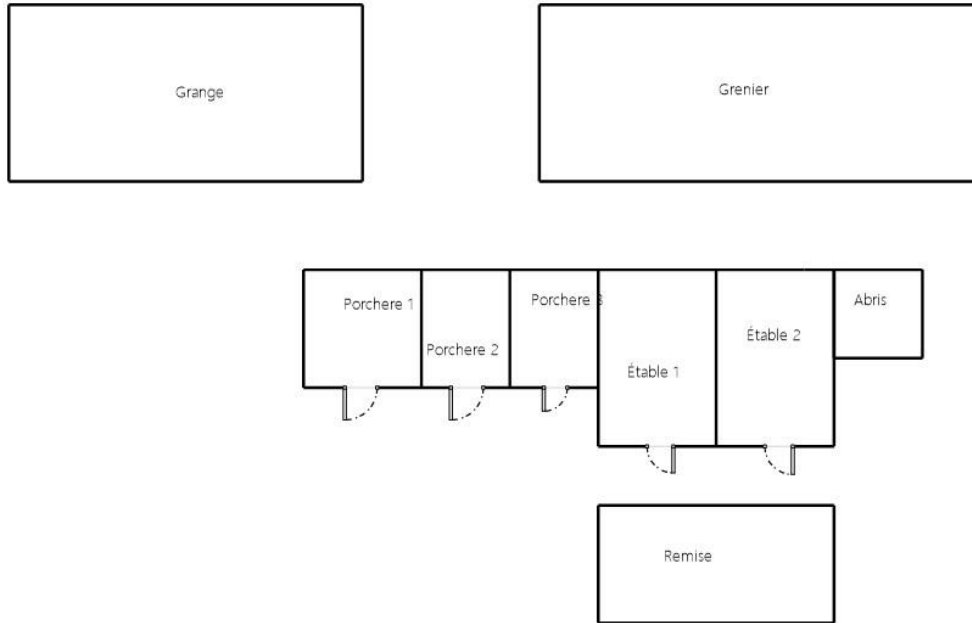 Grange
Grenier
Porchere 1
Porchere 2
Porchere 3
Étable 1
Étable 2
Abris
Remise